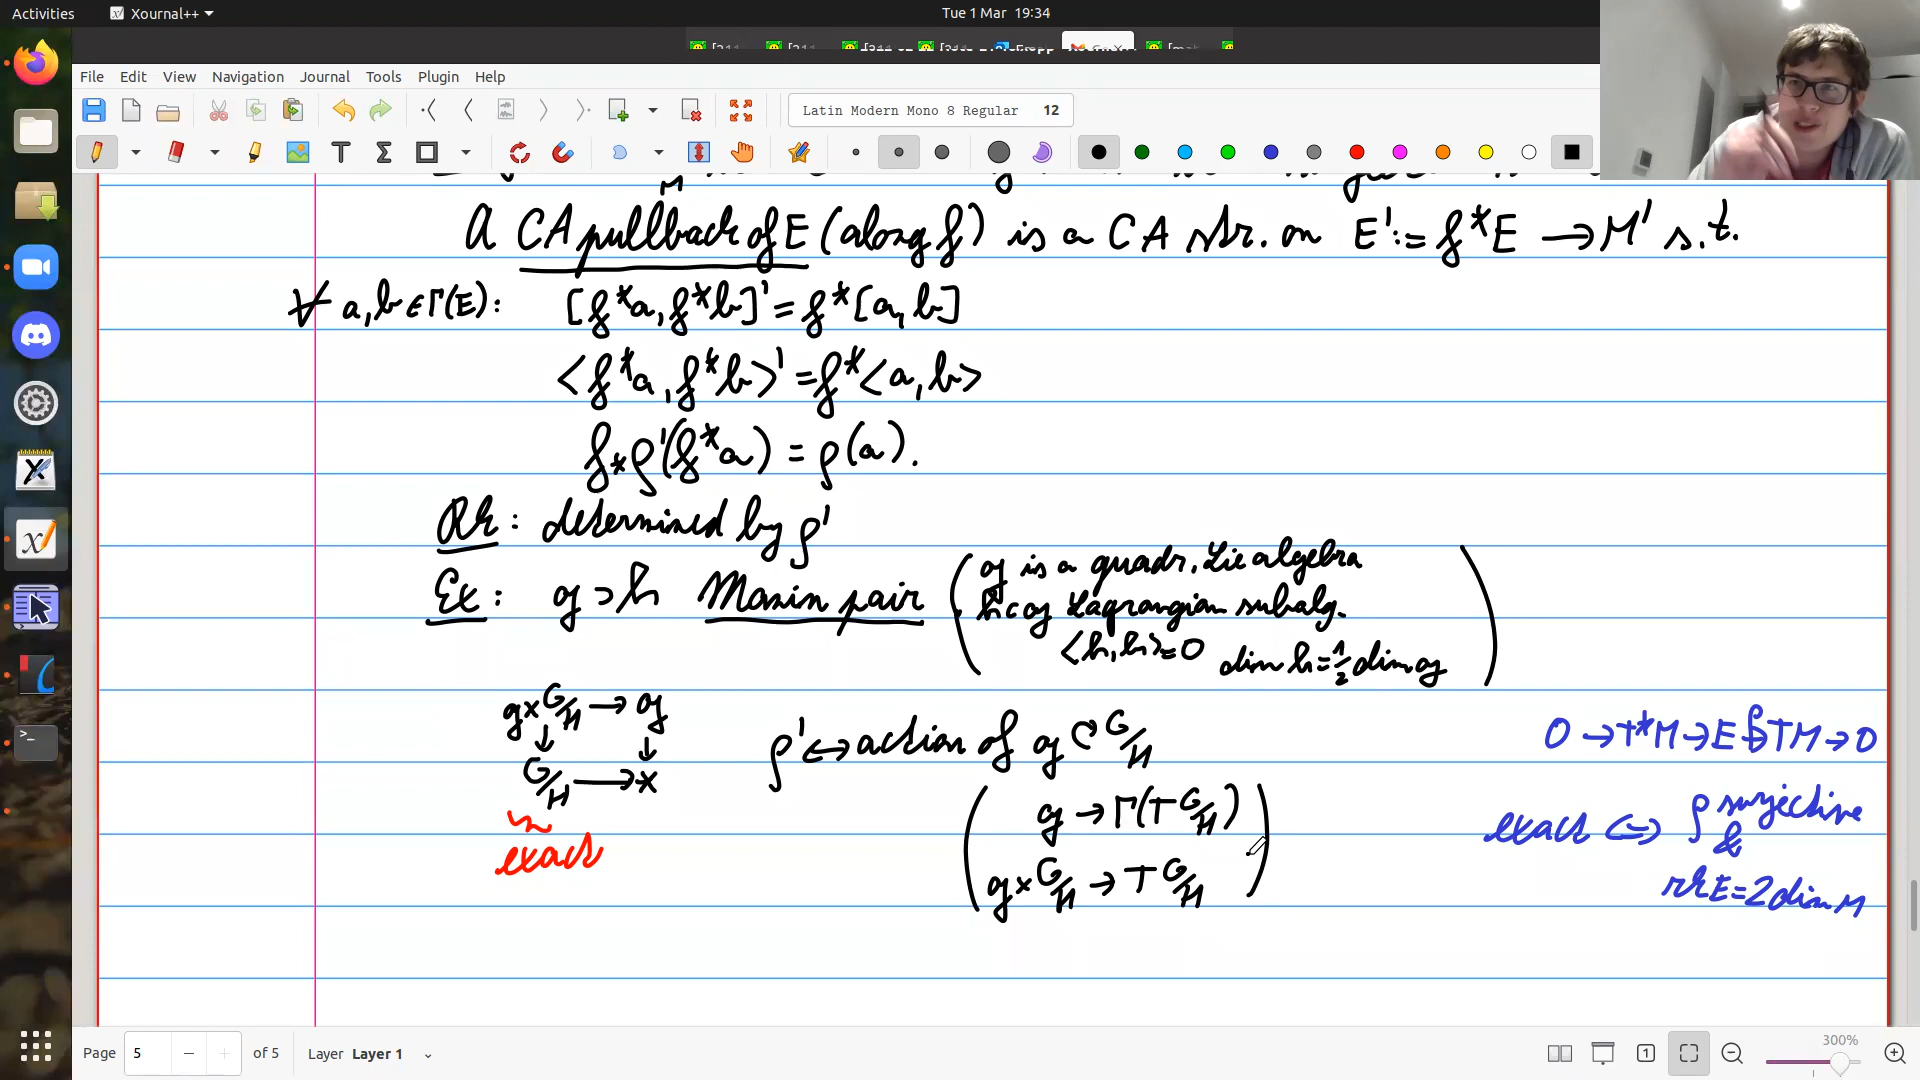 Activities
Xournal++
Tue 1 Mar 19:34
File Edit View Navigation Journal Tools Plugin Help
Latin Modern Mono 8 Regular 12
A CA pullback of E (along f) is a CA str. on E' := f*E → M' s.t.
∀ a,b ∈ Γ(E): [f*a, f*b]' = f*[a, b]
<f*a, f*b>' = f*<a, b>
f_*ρ'(f*a) = ρ(a).
Rk: determined by ρ'
Ex: g ⊃ h Manin pair
g is a quadr. Lie algebra
h ⊂ g Lagrangian subalg.
<h, h> = 0 dim h = 1/2 dim g
g × G/H → g
↓ ↓
G/H → *
exact
ρ' ↔ action of g C G/H
g → Γ(T G/H)
g × G/H → T G/H
0 → T*M → E →ρ TM → 0
exact ⇔ ρ surjective
&
rk E = 2 dim M
Page 5 of 5
Layer Layer 1
300%